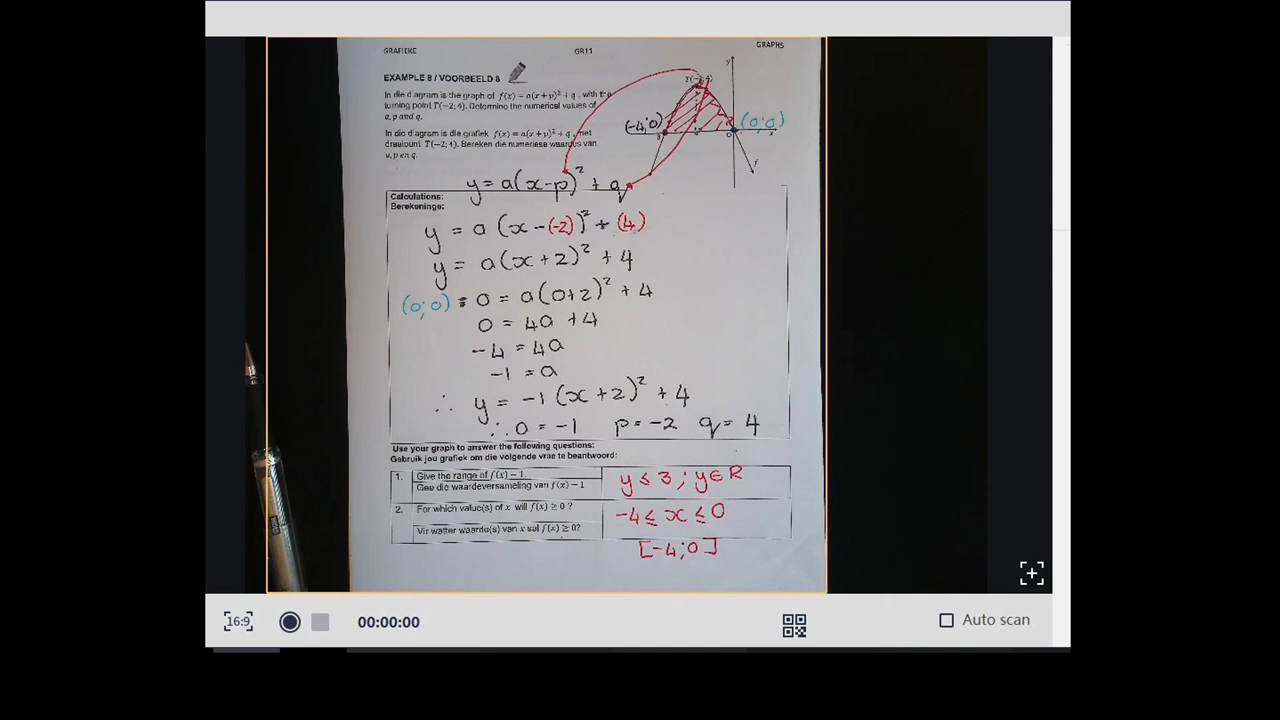 GRAFIEKE GR11 GRAPHS
EXAMPLE 8 / VOORBEELD 8
In die diagram is the graph of f(x) = a(x + p)² + q, with the
turning point T(−2; 4). Determine the numerical values of
a, p and q.
In die diagram is die grafiek f(x) = a(x + p)² + q, met
draaipunt T(−2; 4). Bereken die numeriese waardes van
a, p en q.
y
T(−2; 4)
(-4;0)
(0;0)
0
x
f
y = a(x-p)² + q
Calculations:
Berekeninge:
y = a (x - (-2))² + (4)
y = a(x+2)² + 4
(0;0) : 0 = a(0+2)² + 4
0 = 4a + 4
-4 = 4a
-1 = a
∴ y = -1 (x+2)² + 4
∴ a = -1 p = -2 q = 4
Use your graph to answer the following questions:
Gebruik jou grafiek om die volgende vrae te beantwoord:
1. Give the range of f(x) − 1.
Gee die waardeversameling van f(x) − 1
y ≤ 3 ; y ∈ R
2. For which value(s) of x will f(x) ≥ 0 ?
Vir watter waarde(s) van x sal f(x) ≥ 0?
-4 ≤ x ≤ 0
[-4;0]
16:9
00:00:00
Auto scan